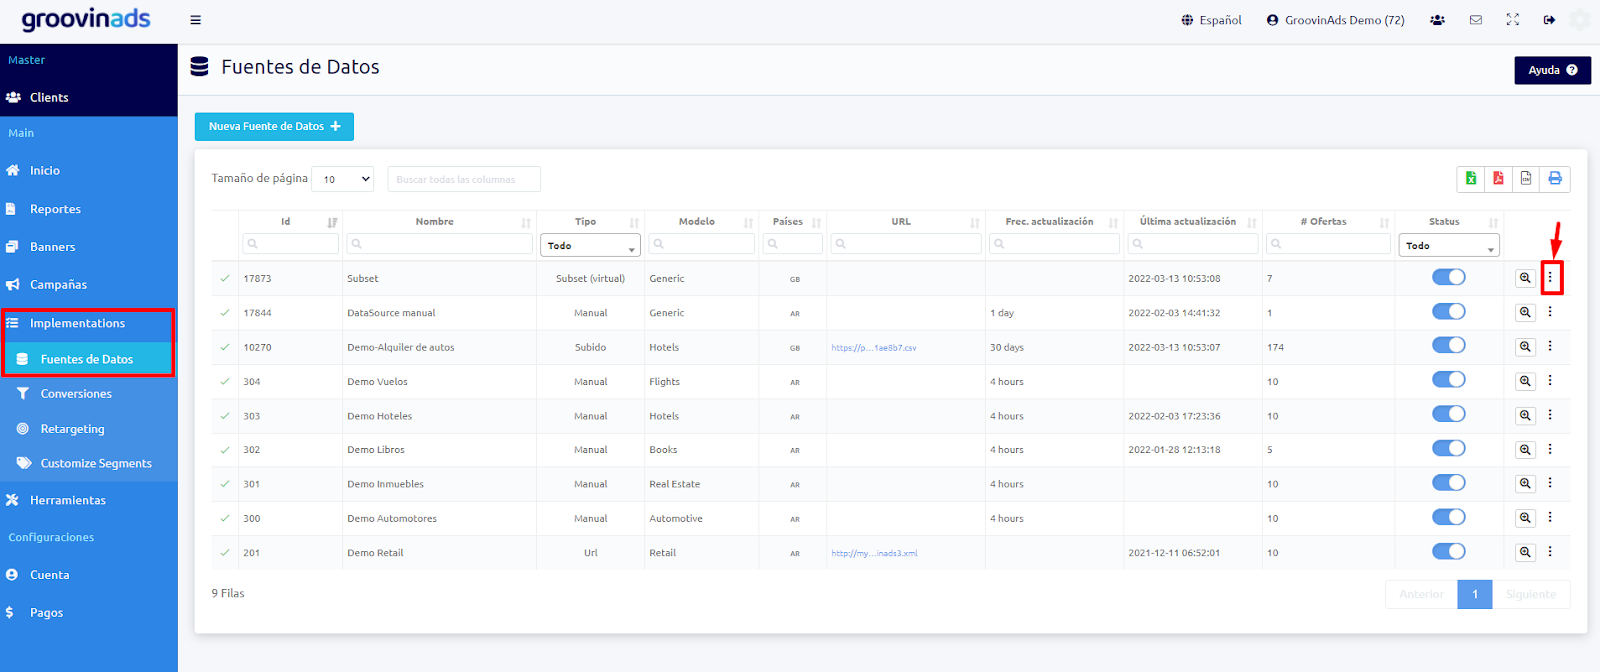 groovinads
Español
GroovinAds Demo (72)
Master
Clients
Main
Inicio
Reportes
Banners
Campañas
Implementations
Fuentes de Datos
Conversiones
Retargeting
Customize Segments
Herramientas
Configuraciones
Cuenta
Pagos
Fuentes de Datos
Ayuda
Nueva Fuente de Datos
Tamaño de página 10 Buscar todas las columnas
Id Nombre Tipo Modelo Países URL Frec. actualización Última actualización # Ofertas Status
Todo Todo
17873 Subset Subset (virtual) Generic GB 2022-03-13 10:53:08 7
17844 DataSource manual Manual Generic AR 1 day 2022-02-03 14:41:32 1
10270 Demo-Alquiler de autos Subido Hotels GB https://p...1ae8b7.csv 30 days 2022-03-13 10:53:07 174
304 Demo Vuelos Manual Flights AR 4 hours 10
303 Demo Hoteles Manual Hotels AR 4 hours 2022-02-03 17:23:36 10
302 Demo Libros Manual Books AR 4 hours 2022-01-28 12:13:18 5
301 Demo Inmuebles Manual Real Estate AR 4 hours 10
300 Demo Automotores Manual Automotive AR 4 hours 10
201 Demo Retail Url Retail AR http://my...inads3.xml 2021-12-11 06:52:01 10
9 Filas
Anterior 1 Siguiente